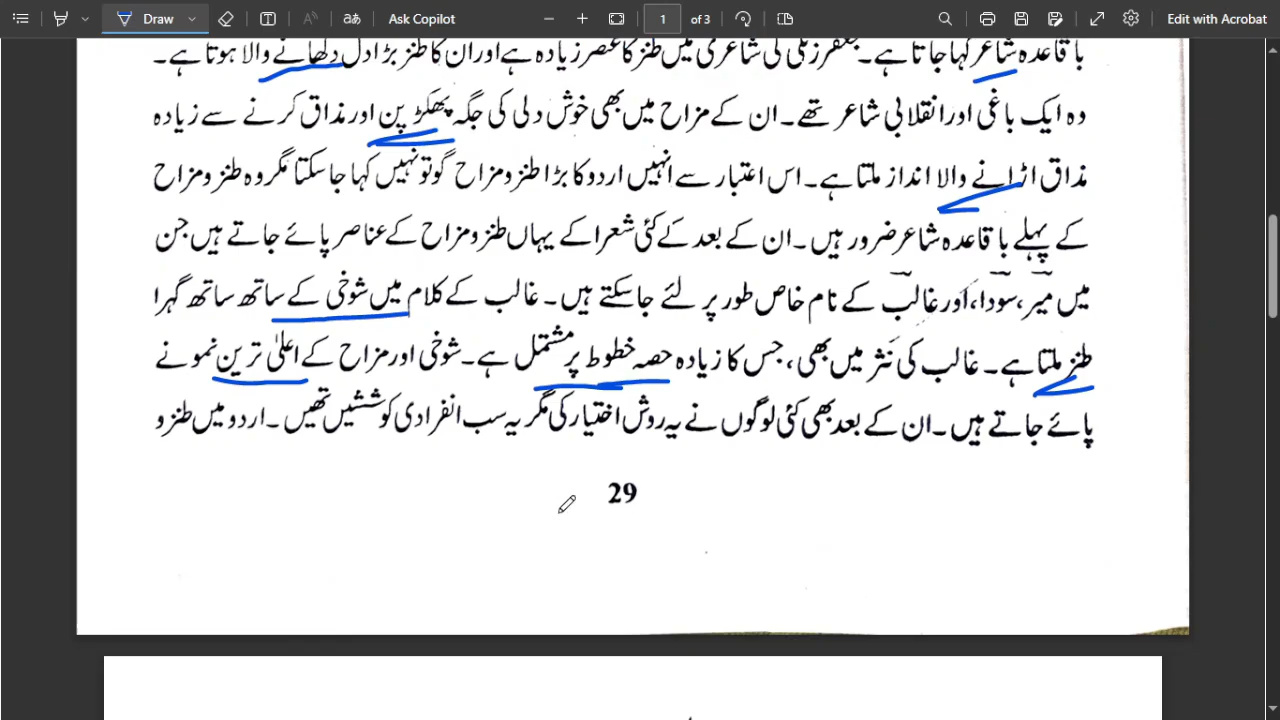 Draw
Ask Copilot
1 of 3
Edit with Acrobat
باقاعدہ شاعر کہا جاتا ہے۔ جعفر زٹلی کی شاعری میں طنز کا عنصر زیادہ ہے اور ان کا طنز بڑا دل دکھانے والا ہوتا ہے۔
وہ ایک باغی اور انقلابی شاعر تھے۔ ان کے مزاح میں بھی خوش دلی کی جگہ پھکڑ پن اور مذاق کرنے سے زیادہ
مذاق اڑانے والا انداز ملتا ہے۔ اس اعتبار سے انہیں اردو کا بڑا طنز و مزاح گو تو نہیں کہا جا سکتا مگر وہ طنز و مزاح
کے پہلے باقاعدہ شاعر ضرور ہیں۔ ان کے بعد کے کئی شعرا کے یہاں طنز و مزاح کے عناصر پائے جاتے ہیں جن
میں میر، سودا، اور غالب کے نام خاص طور پر لئے جا سکتے ہیں۔ غالب کے کلام میں شوخی کے ساتھ ساتھ گہرا
طنز ملتا ہے۔ غالب کی نثر میں بھی، جس کا زیادہ حصہ خطوط پر مشتمل ہے۔ شوخی اور مزاح کے اعلیٰ ترین نمونے
پائے جاتے ہیں۔ ان کے بعد بھی کئی لوگوں نے یہ روش اختیار کی مگر یہ سب انفرادی کوششیں تھیں۔ اردو میں طنز و
29